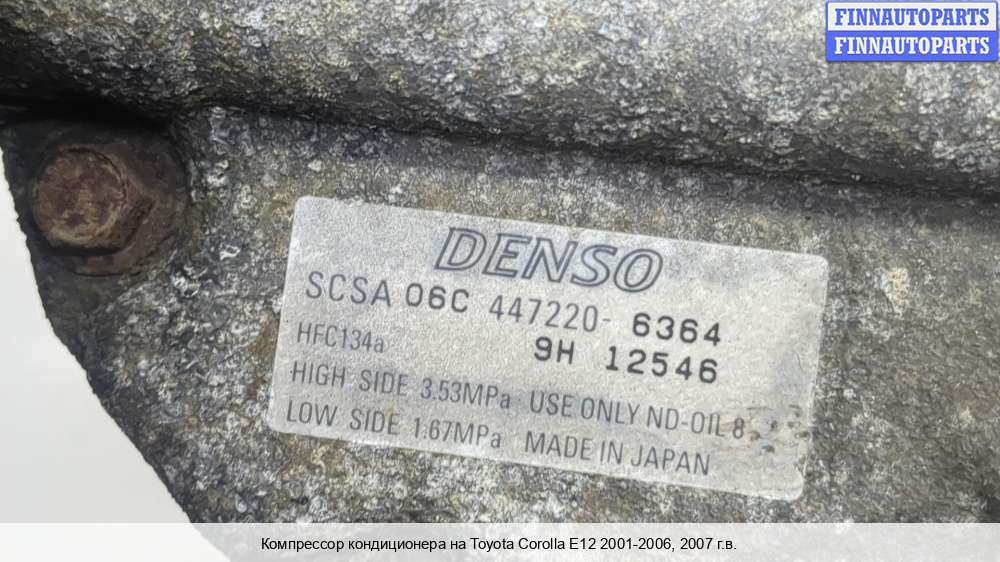 FINNAUTOPARTS
FINNAUTOPARTS
DENSO
SCSA 06C 447220- 6364
HFC134a 9H 12546
HIGH SIDE 3.53MPa USE ONLY ND-OIL 8
LOW SIDE 1.67MPa MADE IN JAPAN
Компрессор кондиционера на Toyota Corolla E12 2001-2006, 2007 г.в.